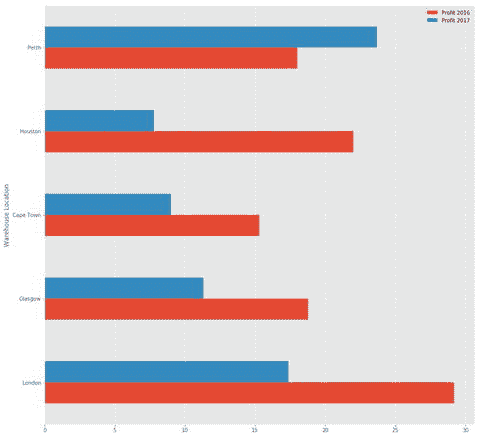 Profit 2016
Profit 2017
Perth
Houston
Cape Town
Glasgow
London
Warehouse Location
0 5 10 15 20 25 30